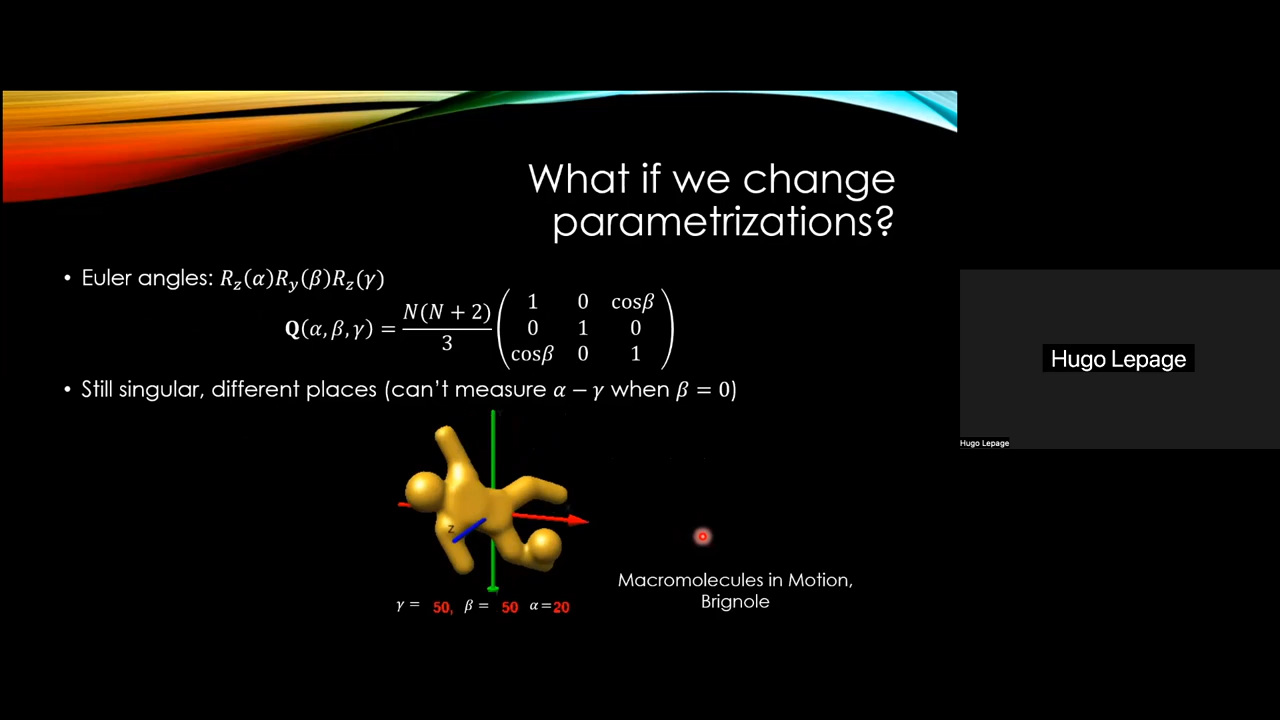 What if we change
parametrizations?
• Euler angles: R_z(α)R_y(β)R_z(γ)
Q(α, β, γ) = N(N + 2)/3 (1 0 cosβ
0 1 0
cosβ 0 1)
• Still singular, different places (can't measure α − γ when β = 0)
z
γ = 50, β = 50 α = 20
Macromolecules in Motion,
Brignole
Hugo Lepage
Hugo Lepage